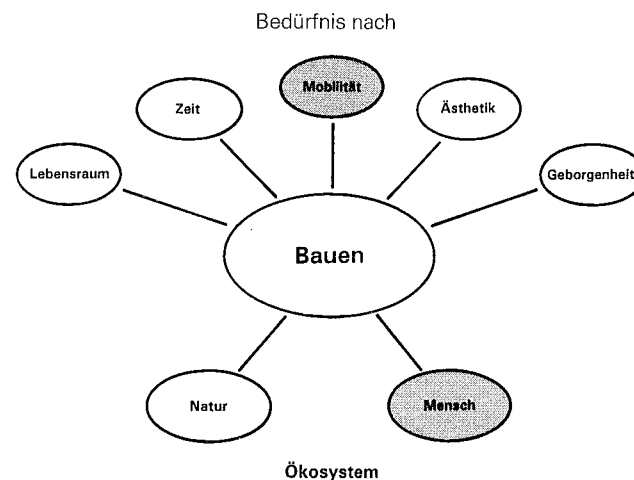 Bedürfnis nach
Mobilität
Zeit
Ästhetik
Lebensraum
Geborgenheit
Bauen
Natur
Mensch
Ökosystem